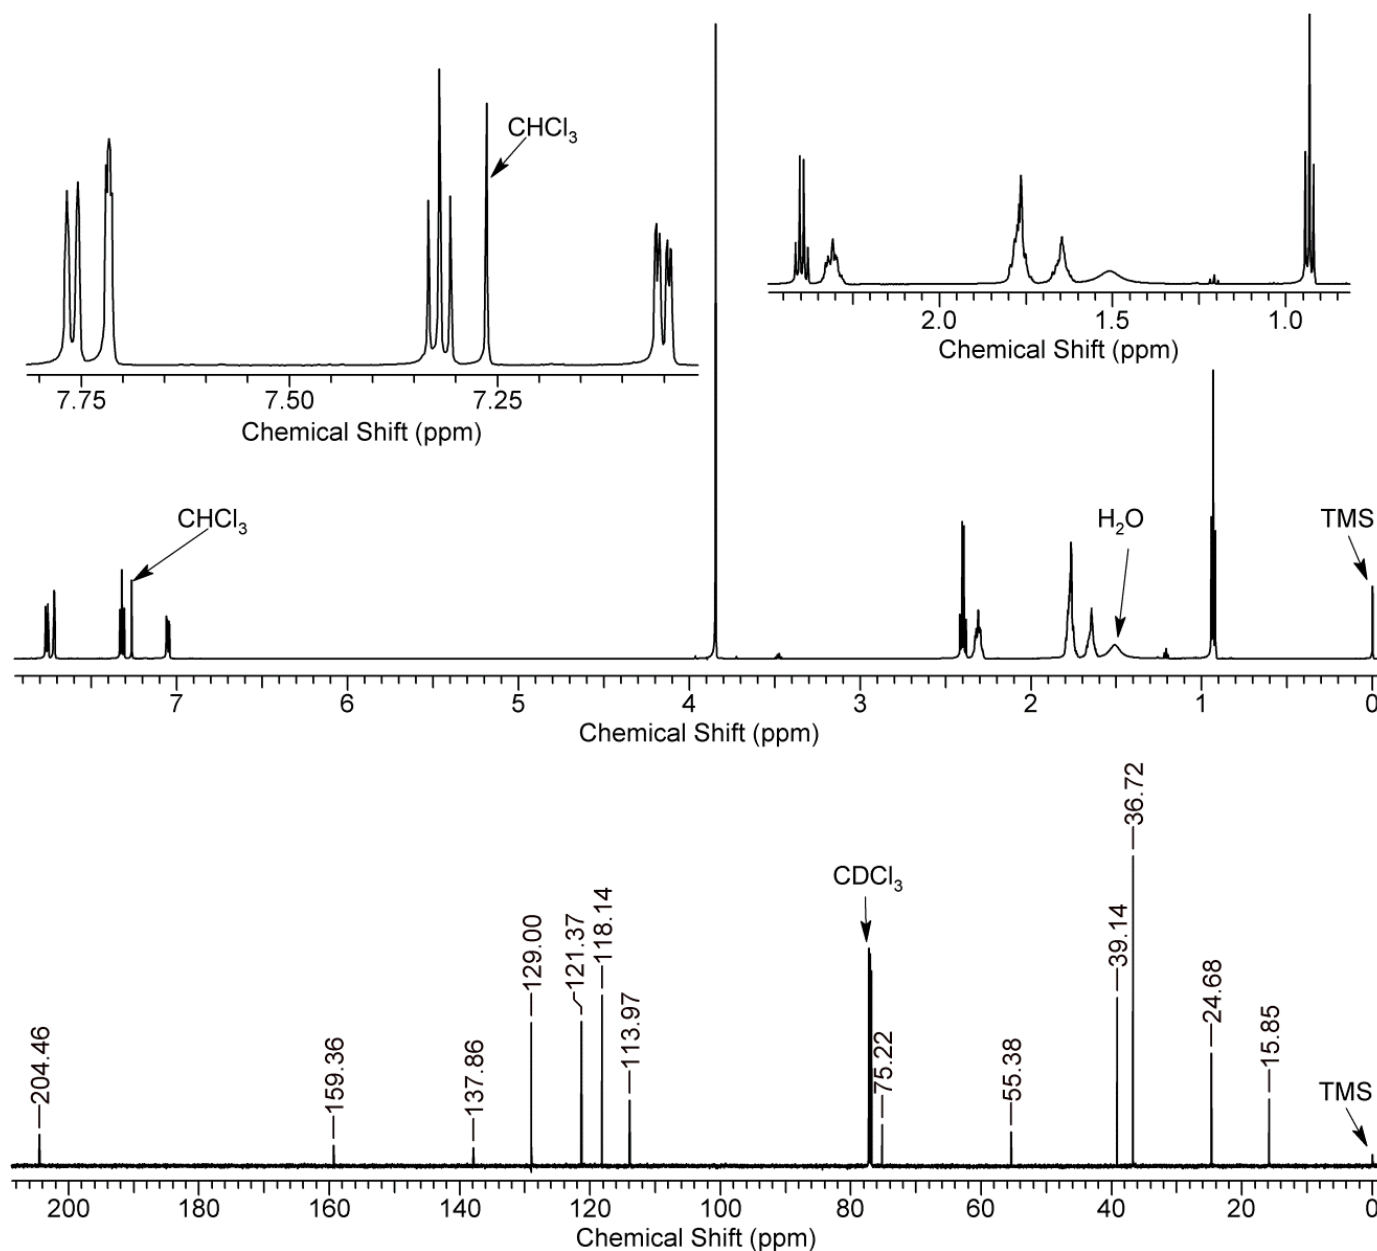 CHCl3
7.75 7.50 7.25
Chemical Shift (ppm)
2.0 1.5 1.0
Chemical Shift (ppm)
CHCl3
H2O
TMS
7 6 5 4 3 2 1 0
Chemical Shift (ppm)
204.46
159.36
137.86
129.00
121.37
118.14
113.97
CDCl3
75.22
55.38
39.14
36.72
24.68
15.85
TMS
200 180 160 140 120 100 80 60 40 20 0
Chemical Shift (ppm)